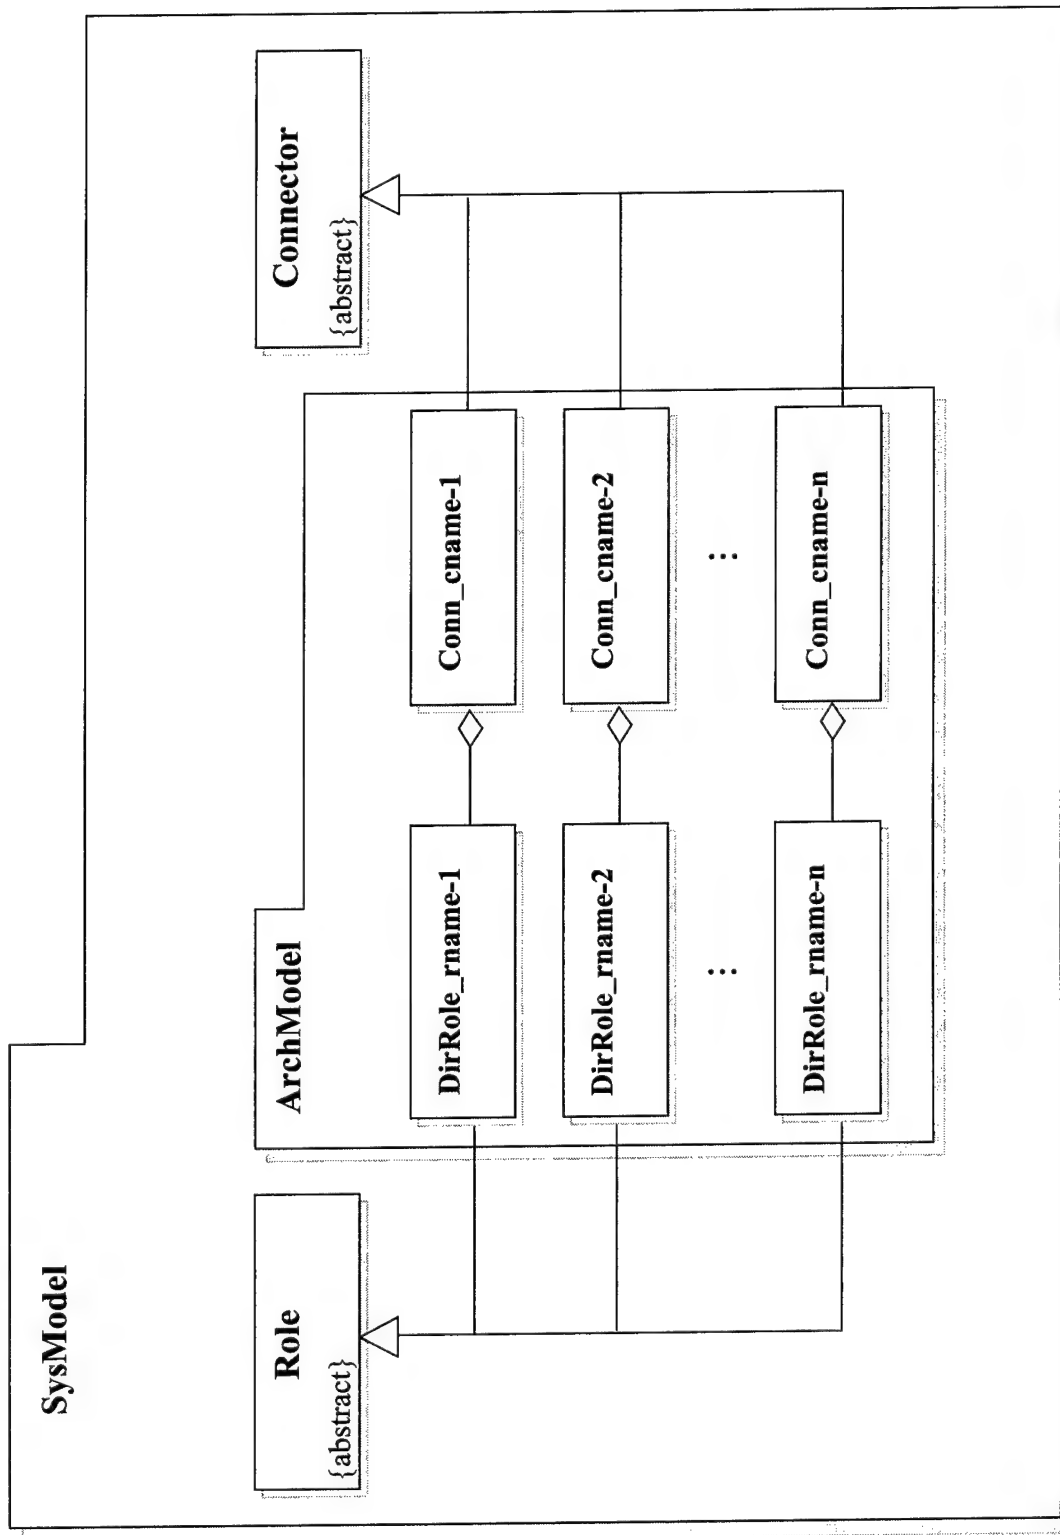 SysModel
Role
{abstract}
ArchModel
Connector
{abstract}
DirRole_rname-1
Conn_cname-1
DirRole_rname-2
Conn_cname-2
...
...
DirRole_rname-n
Conn_cname-n